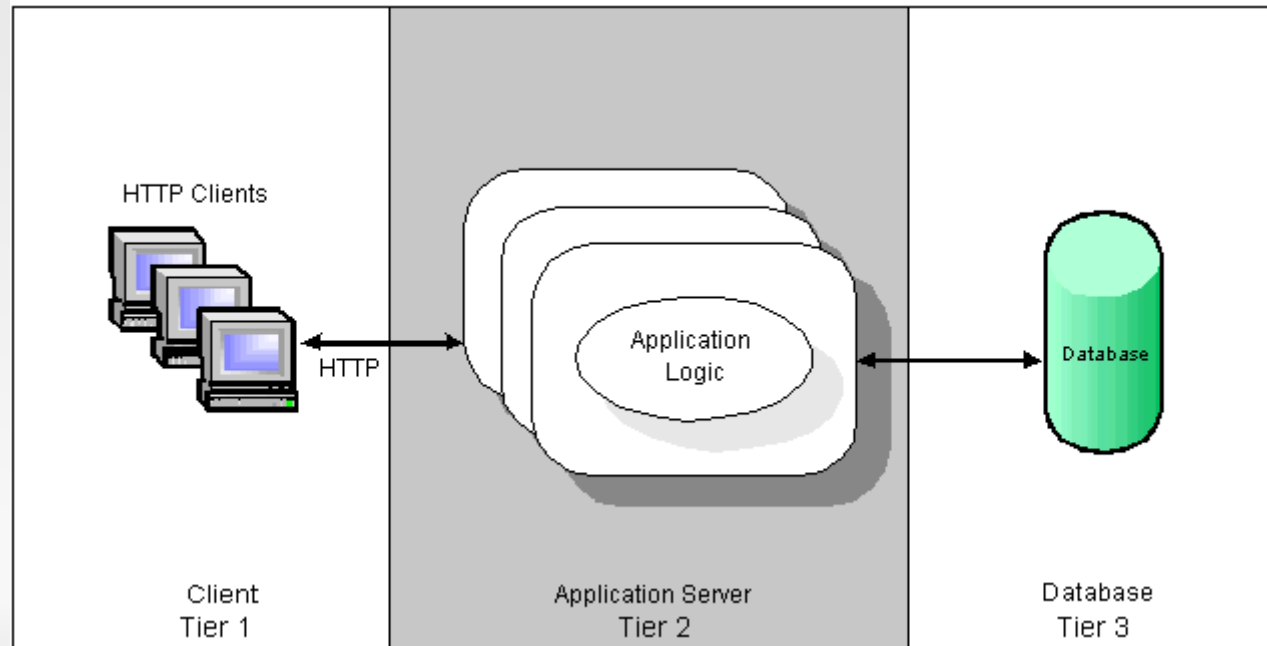 HTTP Clients
HTTP
Application
Logic
Database
Client
Tier 1
Application Server
Tier 2
Database
Tier 3